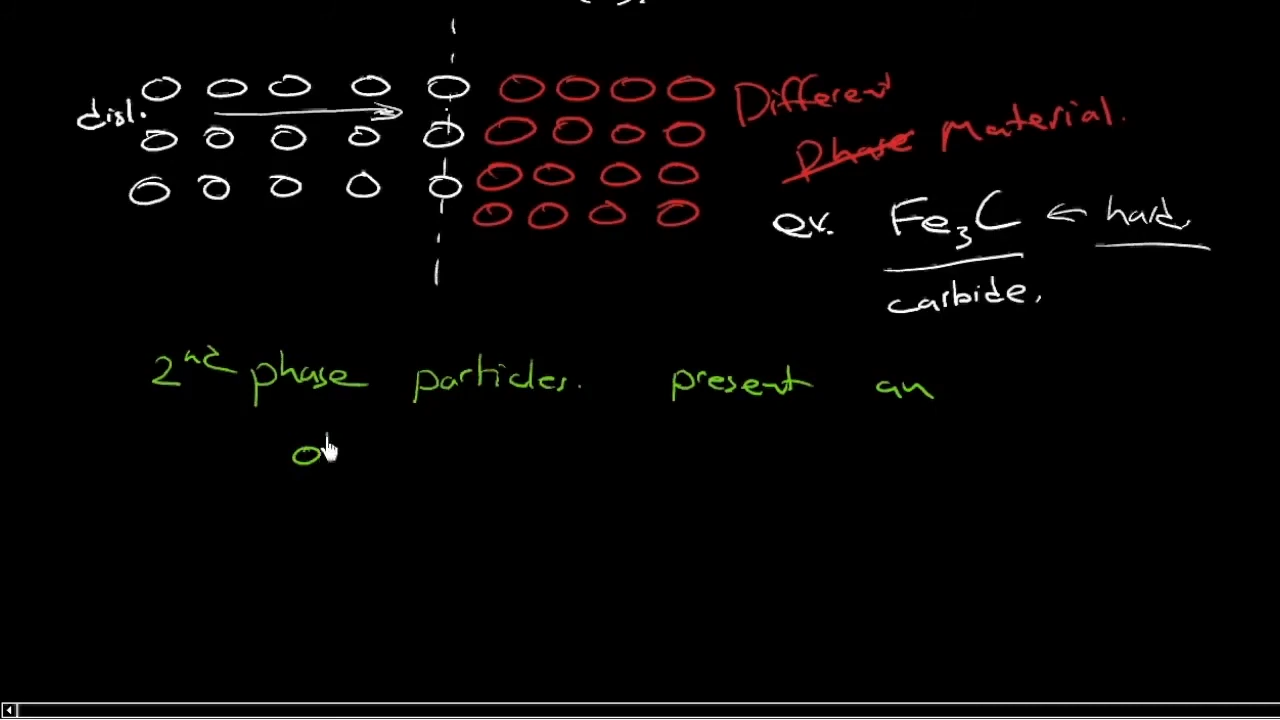 disl.
Different
Phase Material.
ex. Fe₃C ← hard.
carbide.
2nd phase particles. present an
o